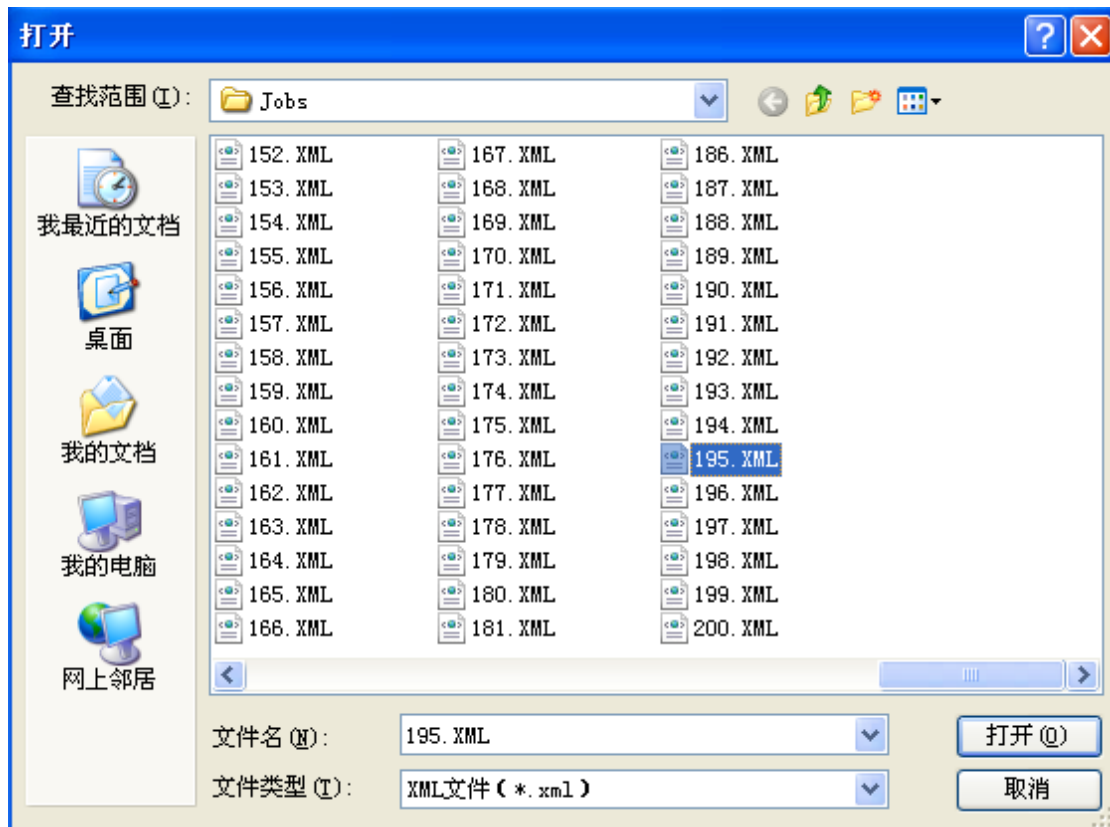 打开
查找范围(I): Jobs
我最近的文档
桌面
我的文档
我的电脑
网上邻居
152.XML 167.XML 186.XML
153.XML 168.XML 187.XML
154.XML 169.XML 188.XML
155.XML 170.XML 189.XML
156.XML 171.XML 190.XML
157.XML 172.XML 191.XML
158.XML 173.XML 192.XML
159.XML 174.XML 193.XML
160.XML 175.XML 194.XML
161.XML 176.XML 195.XML
162.XML 177.XML 196.XML
163.XML 178.XML 197.XML
164.XML 179.XML 198.XML
165.XML 180.XML 199.XML
166.XML 181.XML 200.XML
文件名(N): 195.XML 打开(O)
文件类型(T): XML文件(*.xml) 取消